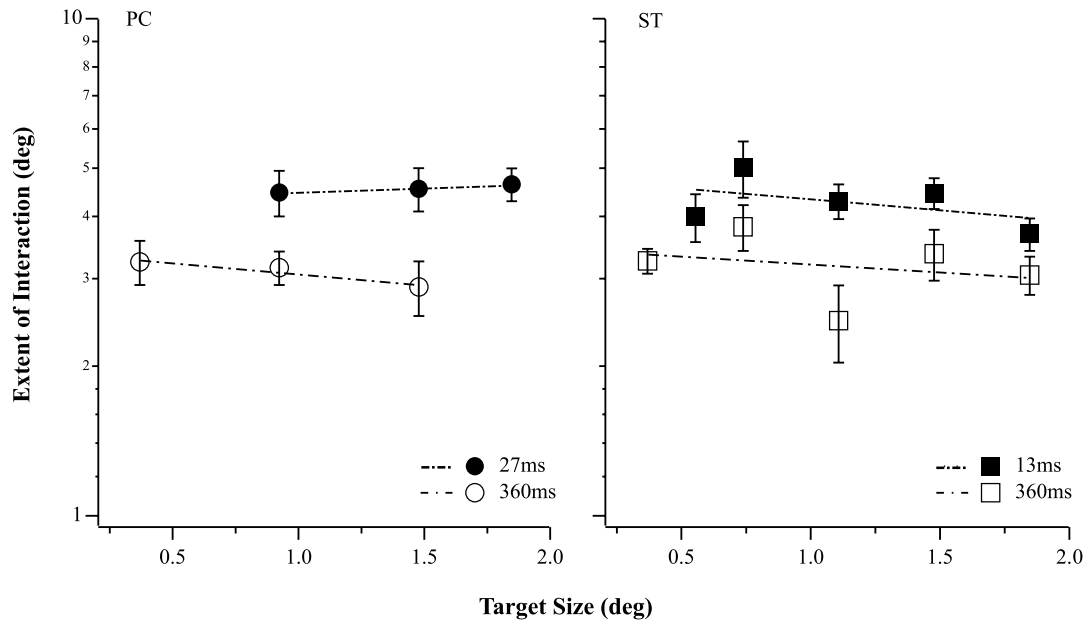 PC
ST
10
9
8
7
6
5
4
3
2
1
Extent of Interaction (deg)
27ms
360ms
13ms
360ms
0.5 1.0 1.5 2.0
0.5 1.0 1.5 2.0
Target Size (deg)